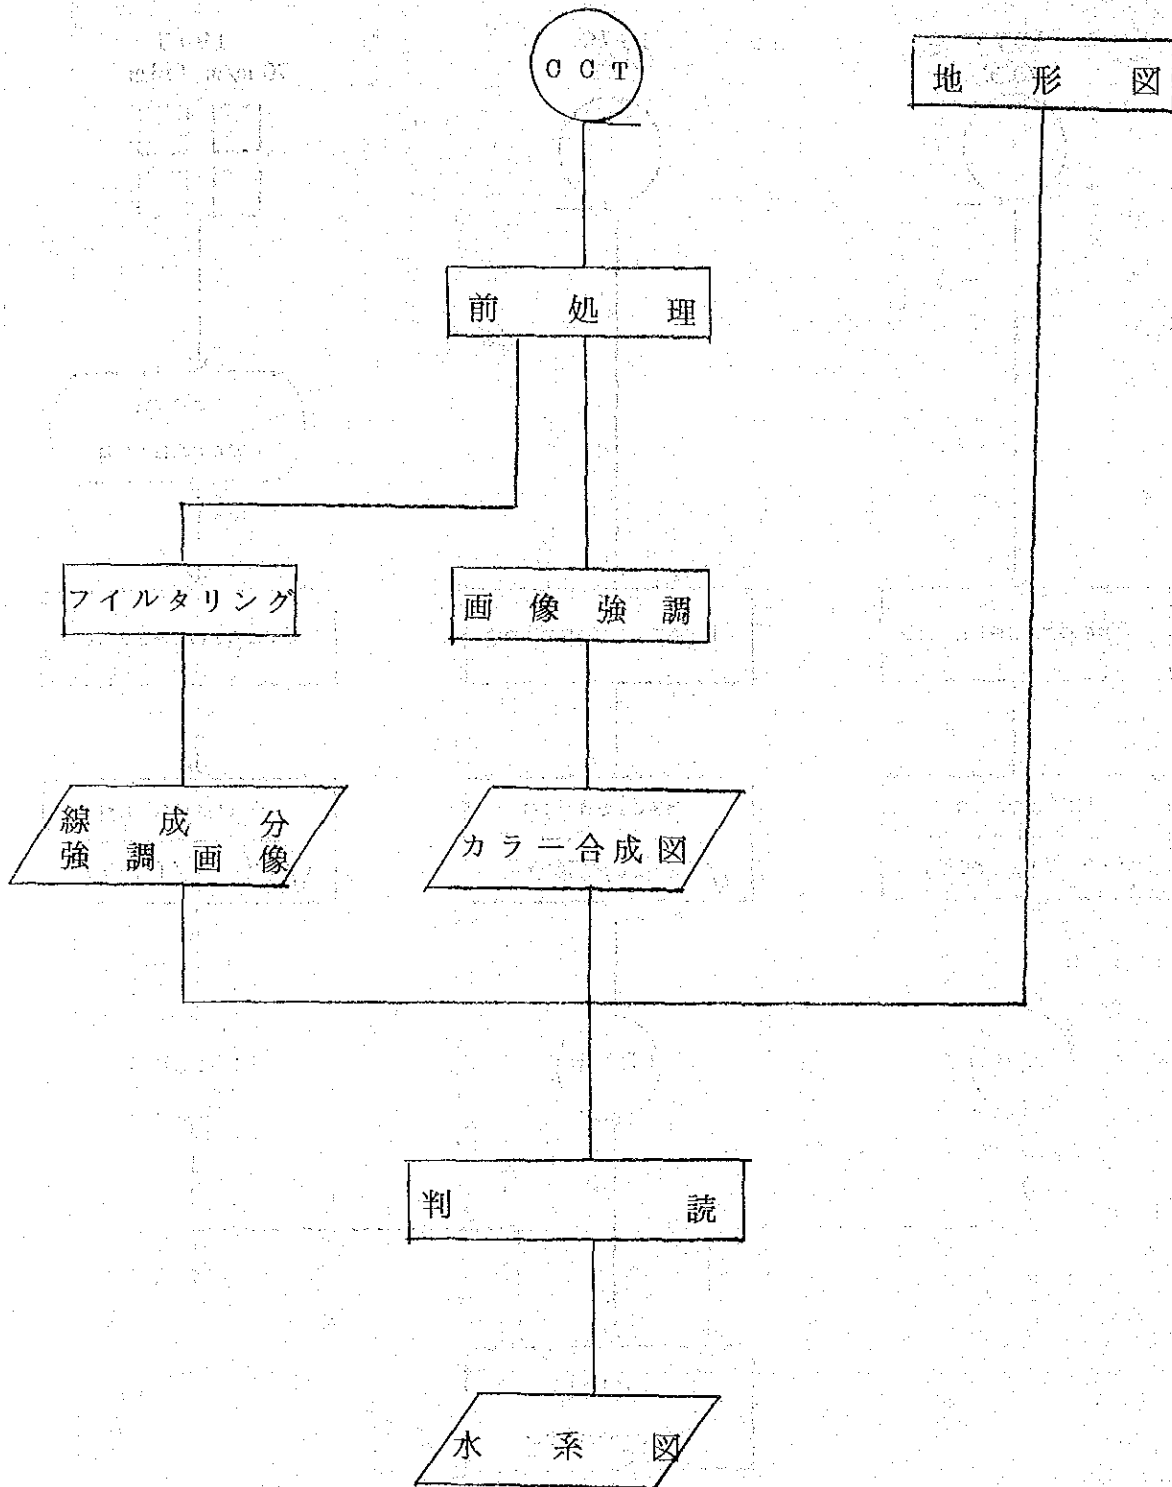 CCT
地形図
前処理
フイルタリング
画像強調
線成分
強調画像
カラー合成図
判読
水系図